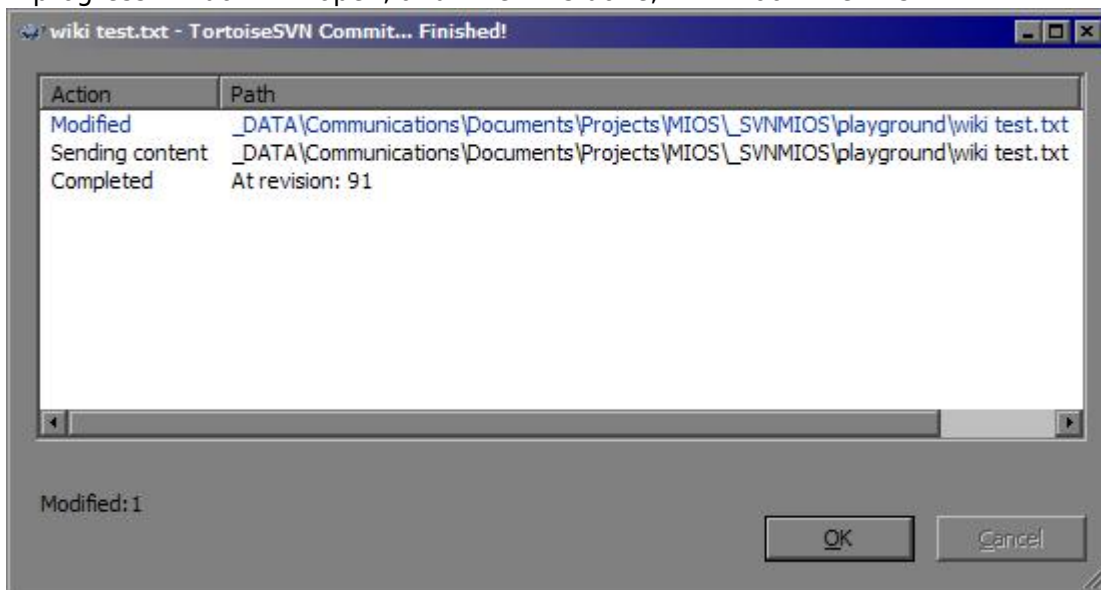 wiki test.txt - TortoiseSVN Commit... Finished!
Action Path
Modified _DATA\Communications\Documents\Projects\MIOS\_SVNMIOS\playground\wiki test.txt
Sending content _DATA\Communications\Documents\Projects\MIOS\_SVNMIOS\playground\wiki test.txt
Completed At revision: 91
Modified:1
OK Cancel